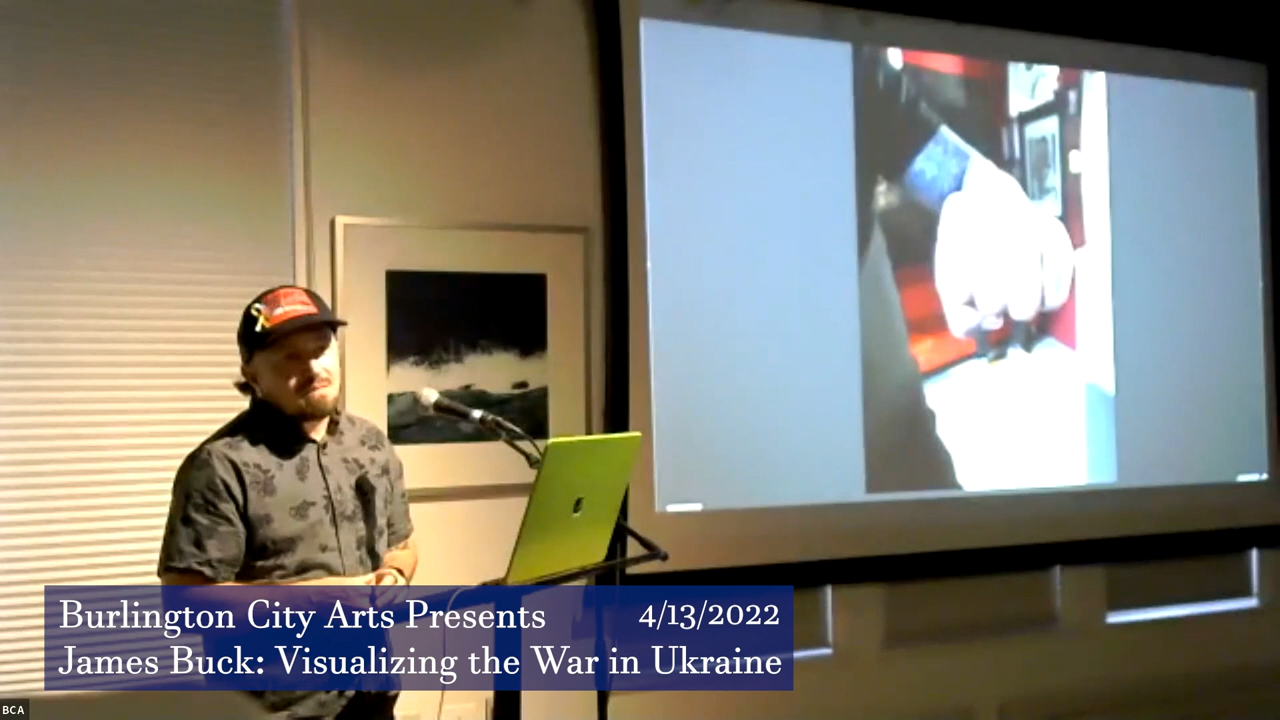 Burlington City Arts Presents 4/13/2022
James Buck: Visualizing the War in Ukraine
BCA